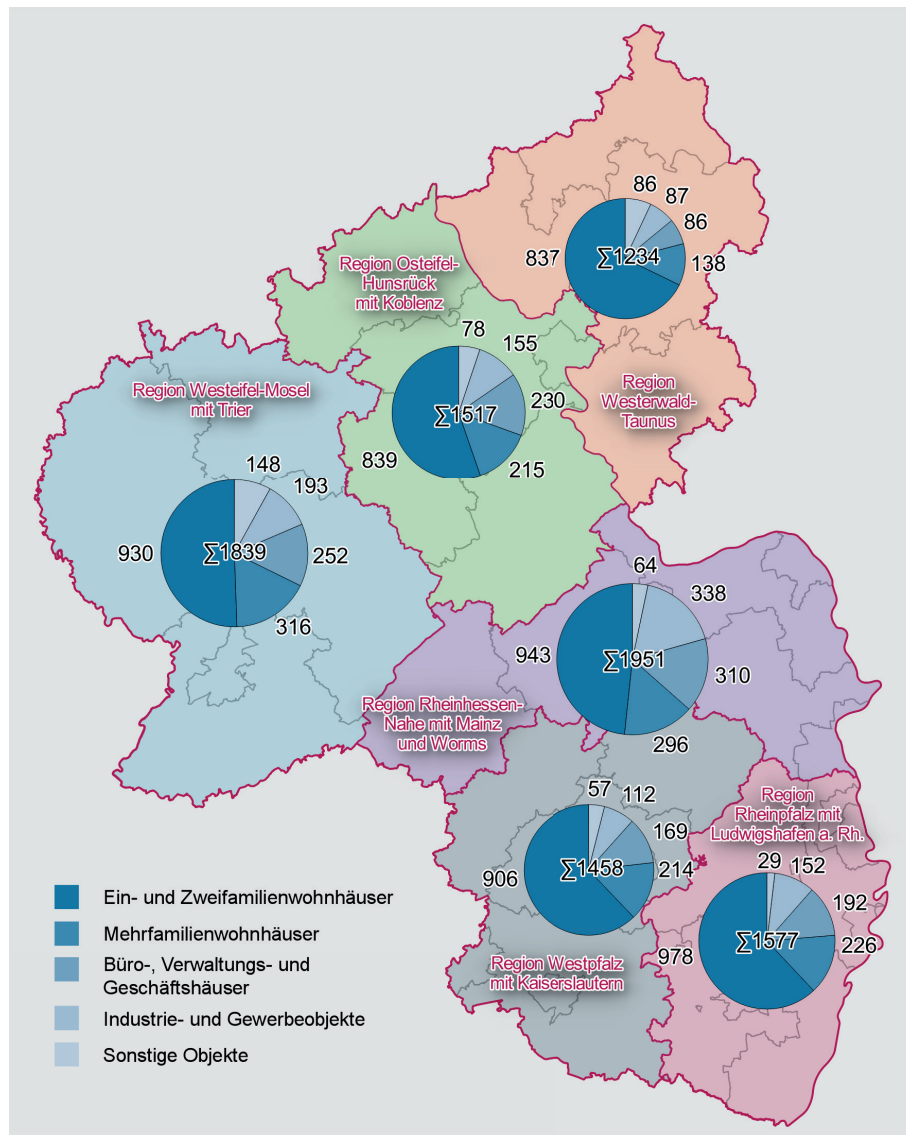 86
87
86
837
∑1234
138
Region Osteifel-
Hunsrück
mit Koblenz
78
155
230
∑1517
839
215
Region
Westerwald-
Taunus
Region Westeifel-Mosel
mit Trier
148
193
930
∑1839
252
316
64
338
943
∑1951
310
296
Region Rheinhessen-
Nahe mit Mainz
und Worms
57
112
169
906
∑1458
214
Region Westpfalz
mit Kaiserslautern
Region
Rheinpfalz mit
Ludwigshafen a. Rh.
29
152
192
978
∑1577
226
Ein- und Zweifamilienwohnhäuser
Mehrfamilienwohnhäuser
Büro-, Verwaltungs- und
Geschäftshäuser
Industrie- und Gewerbeobjekte
Sonstige Objekte